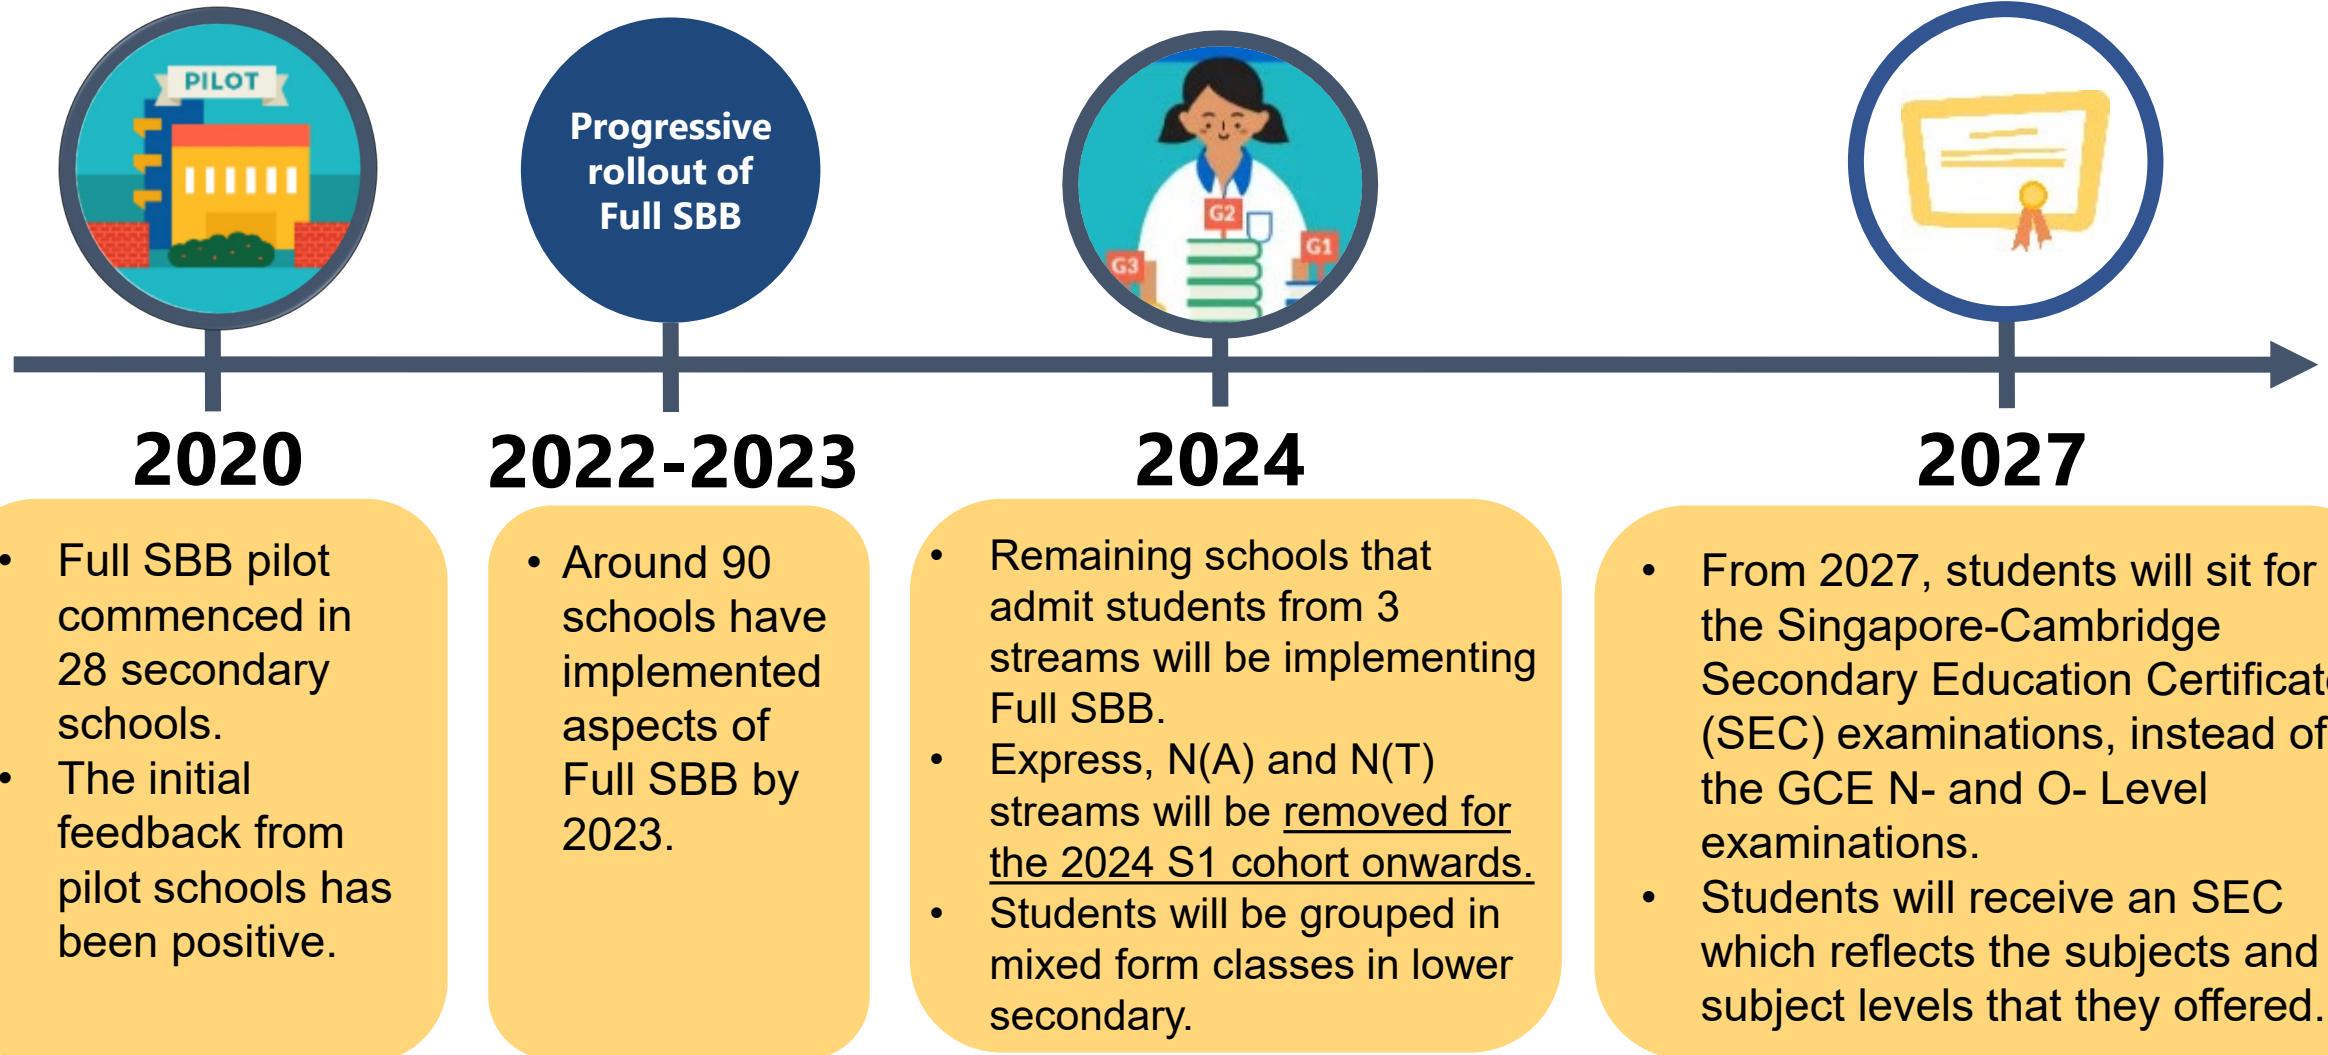 PILOT
Progressive
rollout of
Full SBB
G2
G1
G3
2020
2022-2023
2024
2027
• Full SBB pilot
commenced in
28 secondary
schools.
• The initial
feedback from
pilot schools has
been positive.
• Around 90
schools have
implemented
aspects of
Full SBB by
2023.
• Remaining schools that
admit students from 3
streams will be implementing
Full SBB.
• Express, N(A) and N(T)
streams will be removed for
the 2024 S1 cohort onwards.
• Students will be grouped in
mixed form classes in lower
secondary.
• From 2027, students will sit for
the Singapore-Cambridge
Secondary Education Certificate
(SEC) examinations, instead of
the GCE N- and O- Level
examinations.
• Students will receive an SEC
which reflects the subjects and
subject levels that they offered.